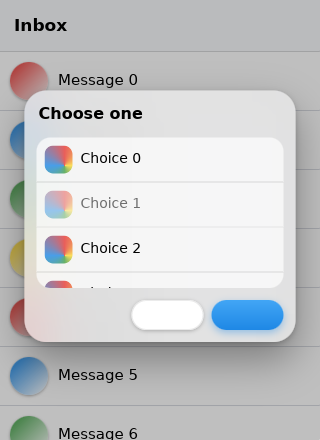 Inbox
Message 0
Choose one
Choice 0
Choice 1
Choice 2
Message 5
Message 6